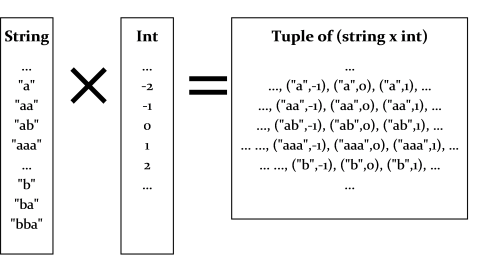 String
...
"a"
"aa"
"ab"
"aaa"
...
"b"
"ba"
"bba"
×
Int
...
-2
-1
0
1
2
...
=
Tuple of (string x int)
...
..., ("a",-1), ("a",0), ("a",1), ...
..., ("aa",-1), ("aa",0), ("aa",1), ...
..., ("ab",-1), ("ab",0), ("ab",1), ...
... ..., ("aaa",-1), ("aaa",0), ("aaa",1), ...
... ..., ("b",-1), ("b",0), ("b",1), ...
...